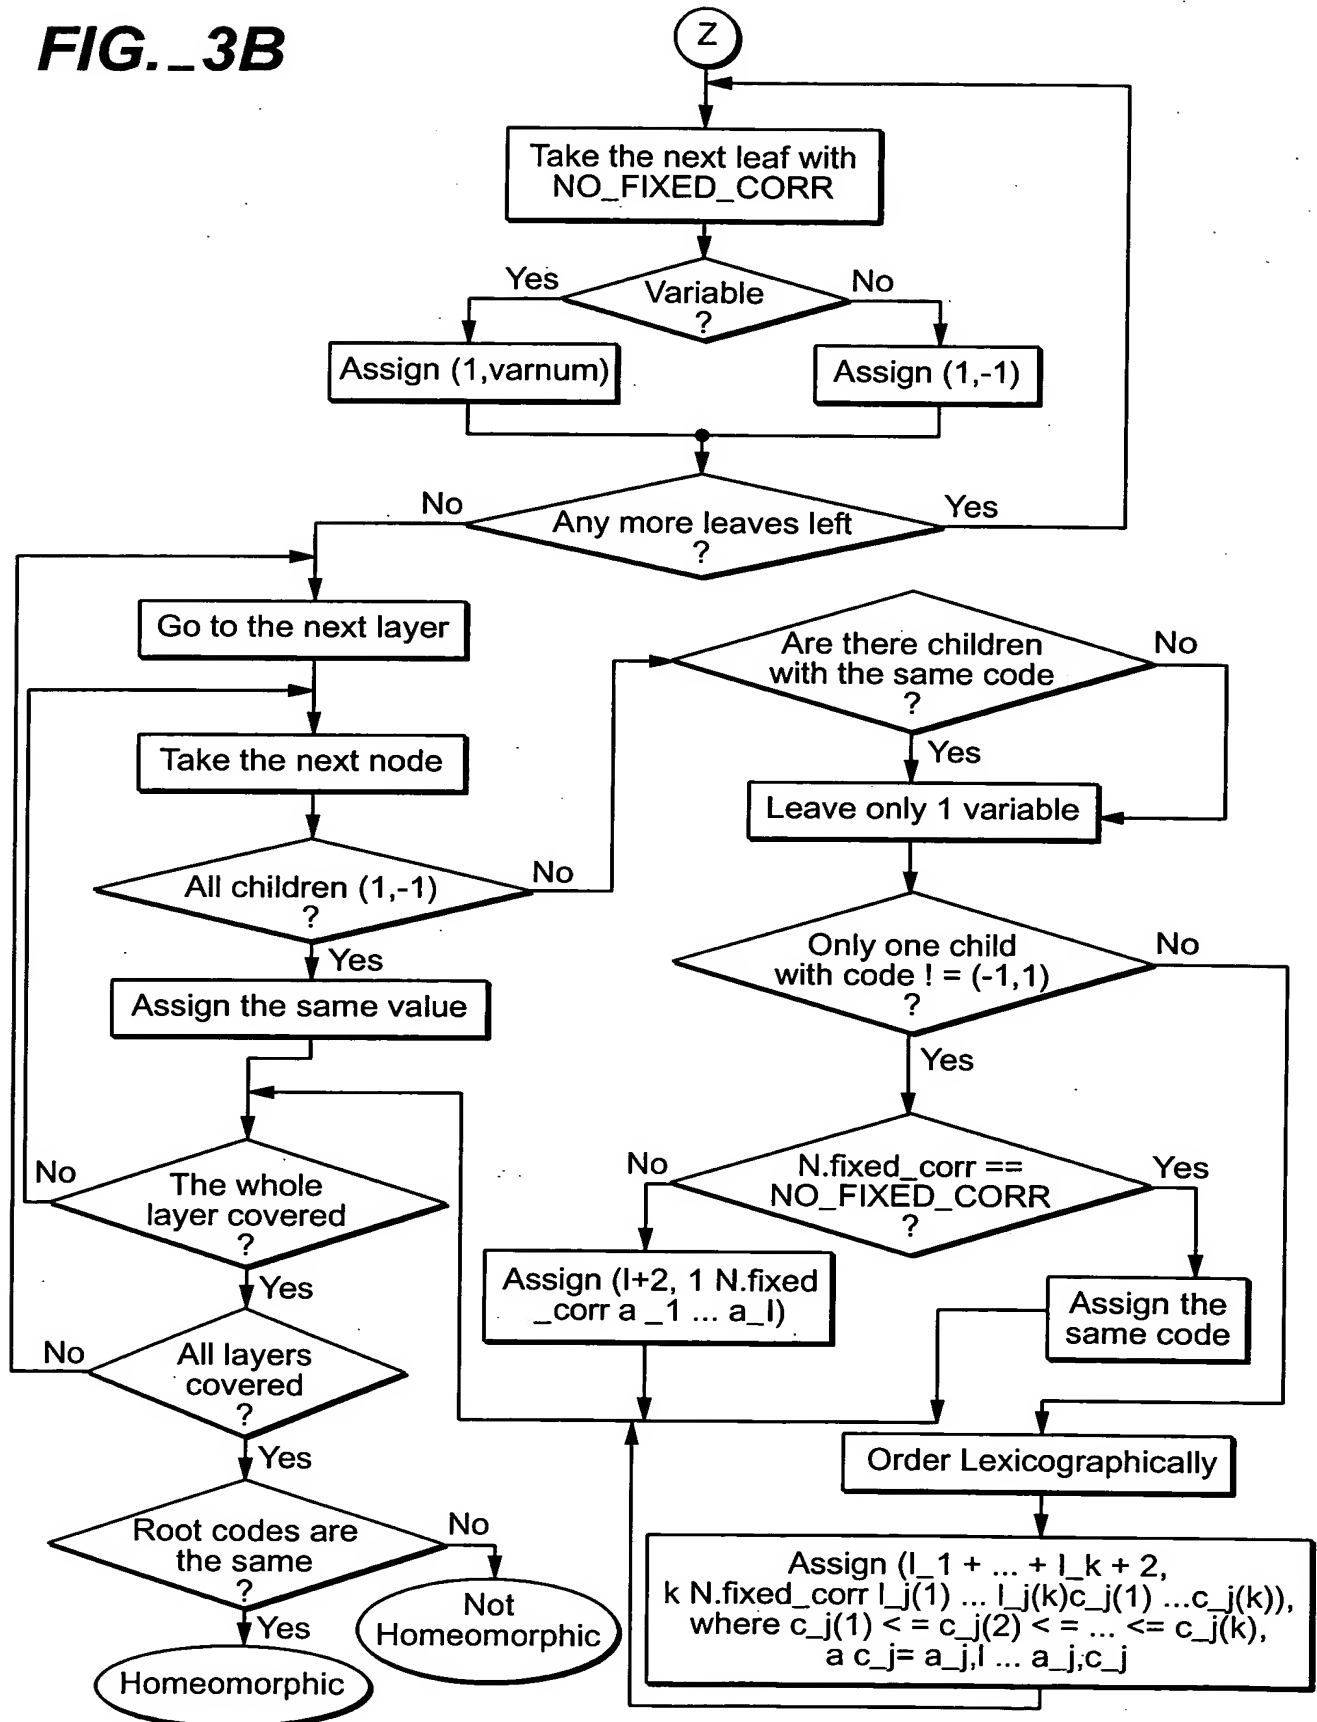 FIG._3B
Z
Take the next leaf with
NO_FIXED_CORR
Yes
Variable
?
No
Assign (1,varnum)
Assign (1,-1)
No
Any more leaves left
?
Yes
Go to the next layer
Are there children
with the same code
?
No
Yes
Take the next node
Leave only 1 variable
All children (1,-1)
?
No
Yes
Only one child
with code ! = (-1,1)
?
No
Yes
Assign the same value
No
The whole
layer covered
?
Yes
No
N.fixed_corr ==
NO_FIXED_CORR
?
Yes
Assign (l+2, 1 N.fixed
_corr a _1 ... a_l)
Assign the
same code
No
All layers
covered
?
Yes
Order Lexicographically
Root codes are
the same
?
No
Yes
Not
Homeomorphic
Homeomorphic
Assign (l_1 + ... + l_k + 2,
k N.fixed_corr l_j(1) ... l_j(k)c_j(1) ...c_j(k)),
where c_j(1) < = c_j(2) < = ... <= c_j(k),
a c_j= a_j,l ... a_j,c_j